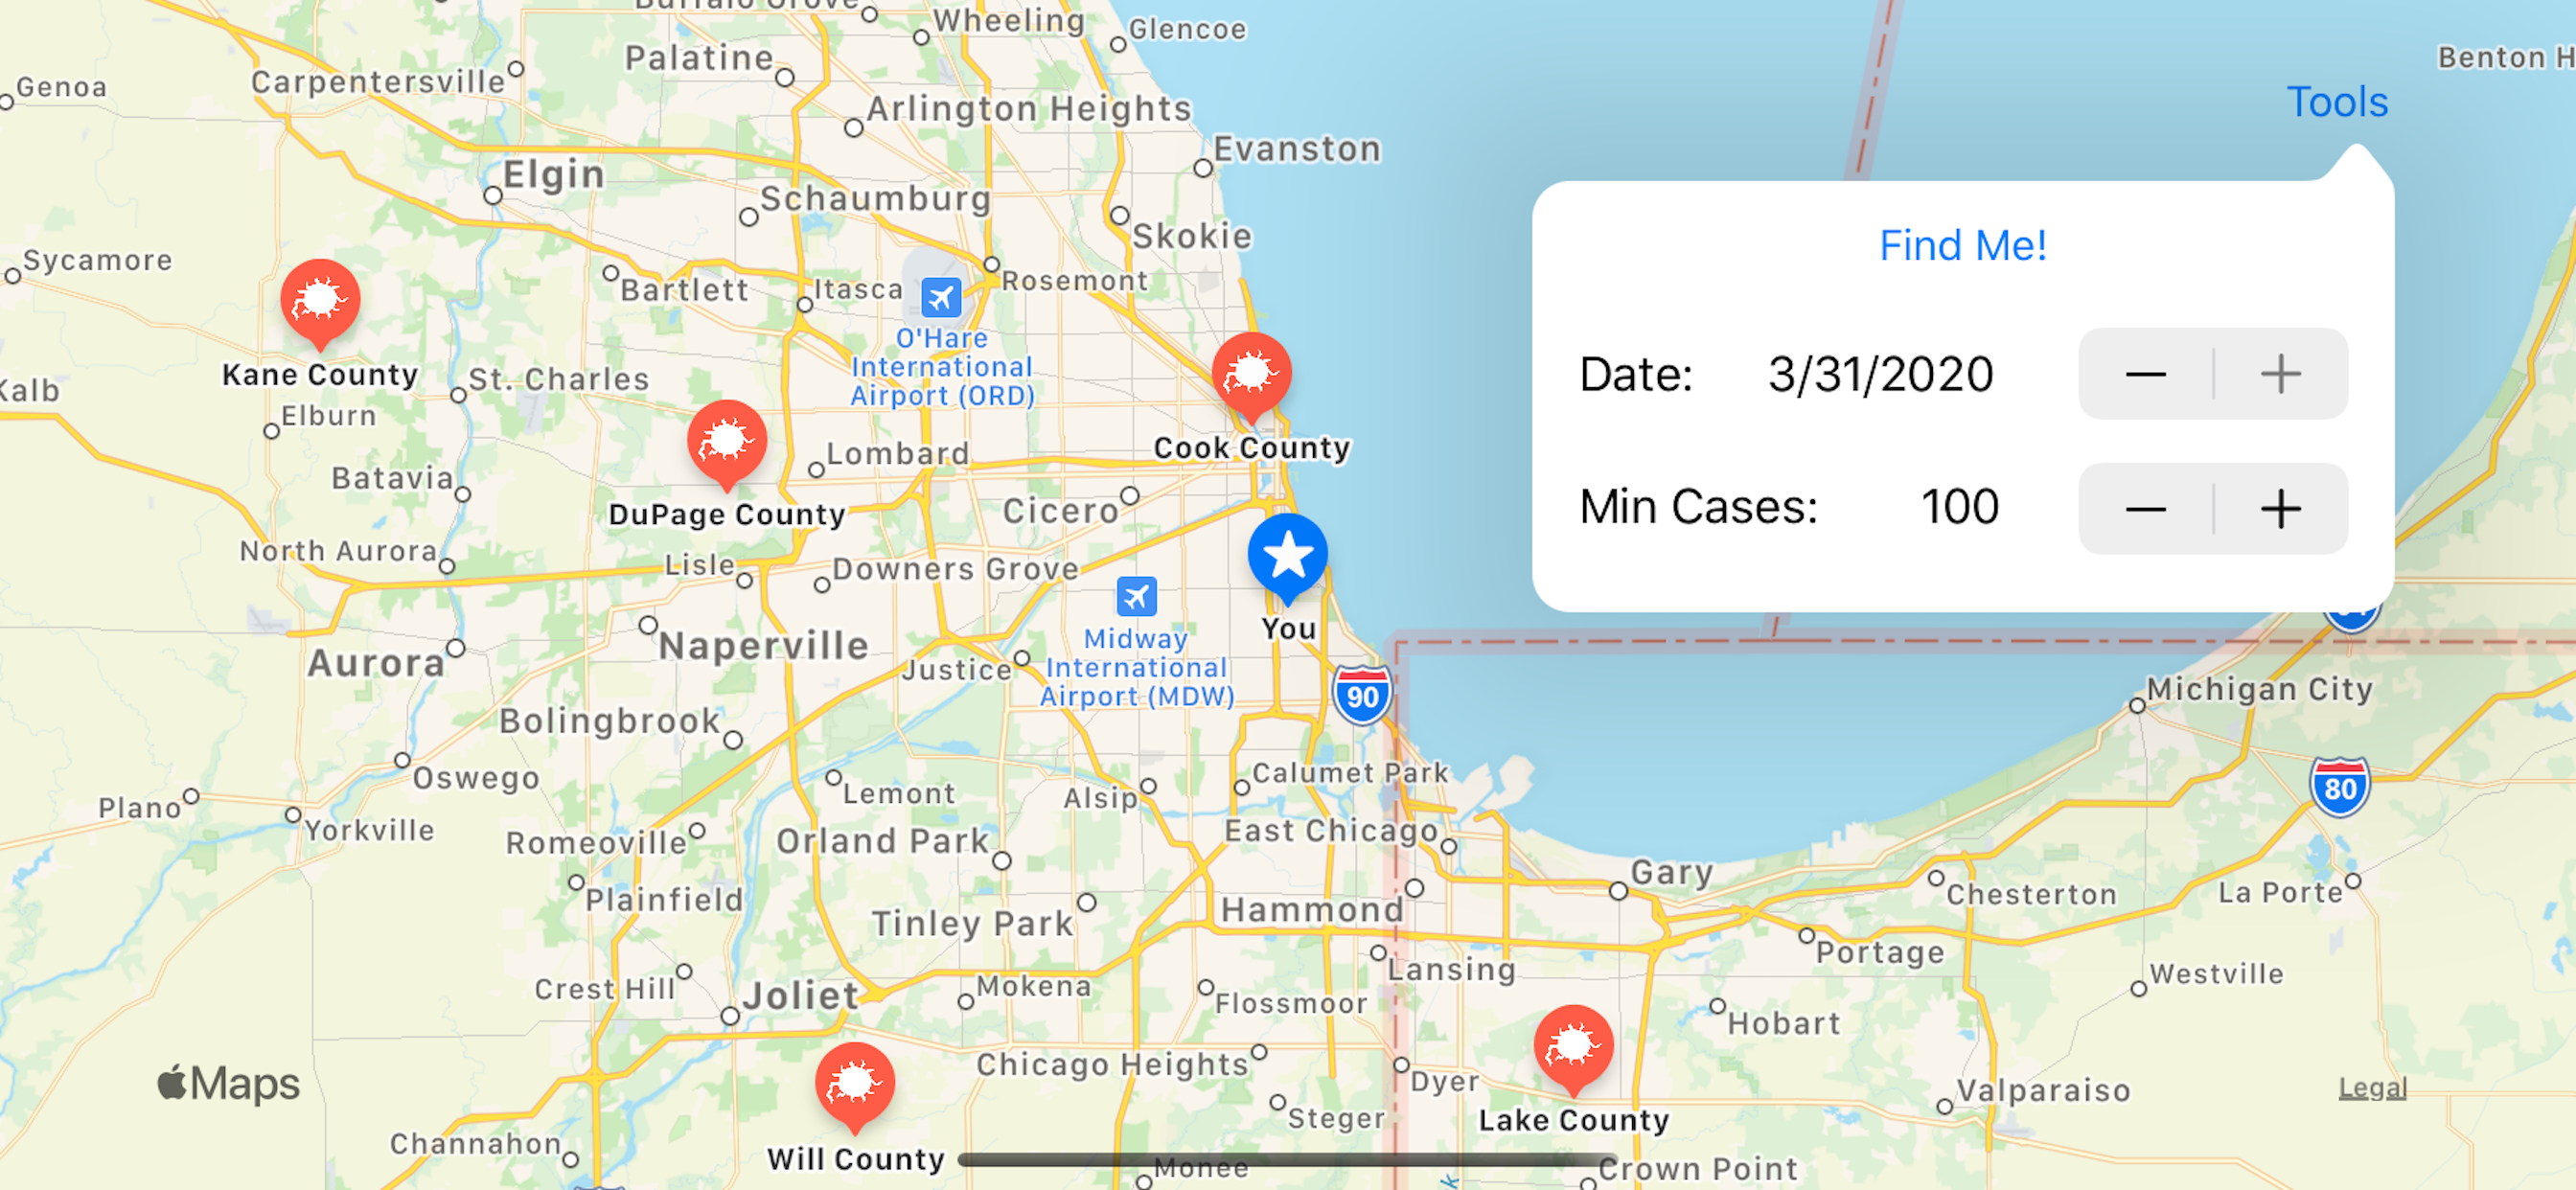 Buffalo Grove
Wheeling
Glencoe
Palatine
Benton H
Carpentersville
Genoa
Tools
Arlington Heights
Evanston
Elgin
Schaumburg
Skokie
Find Me!
Sycamore
Rosemont
Bartlett
Itasca
O'Hare
International
Airport (ORD)
Kane County
Date: 3/31/2020 − +
St. Charles
Kalb
Elburn
Cook County
Lombard
Batavia
Min Cases: 100 − +
DuPage County
Cicero
North Aurora
Lisle
Downers Grove
You
Midway
International
Airport (MDW)
Naperville
Aurora
Justice
90
Michigan City
Bolingbrook
Oswego
Calumet Park
80
Lemont
Alsip
Plano
Yorkville
Romeoville
Orland Park
East Chicago
Gary
Plainfield
Chesterton
La Porte
Tinley Park
Hammond
Portage
Lansing
Westville
Crest Hill
Joliet
Mokena
Flossmoor
Hobart
Chicago Heights
Maps
Dyer
Valparaiso
Legal
Steger
Lake County
Channahon
Will County
Monee
Crown Point